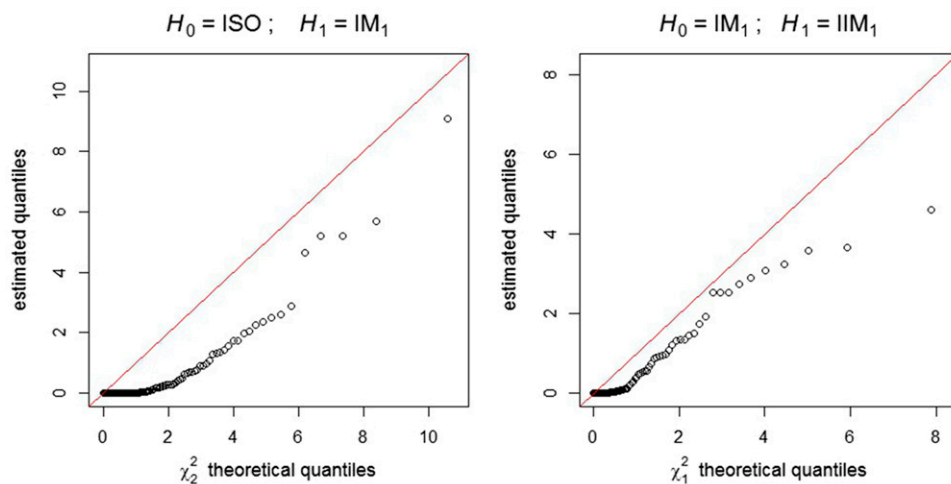 H₀ = ISO ; H₁ = IM₁
estimated quantiles
10
8
6
4
2
0
0 2 4 6 8 10
χ²₂ theoretical quantiles
H₀ = IM₁ ; H₁ = IIM₁
estimated quantiles
8
6
4
2
0
0 2 4 6 8
χ²₁ theoretical quantiles